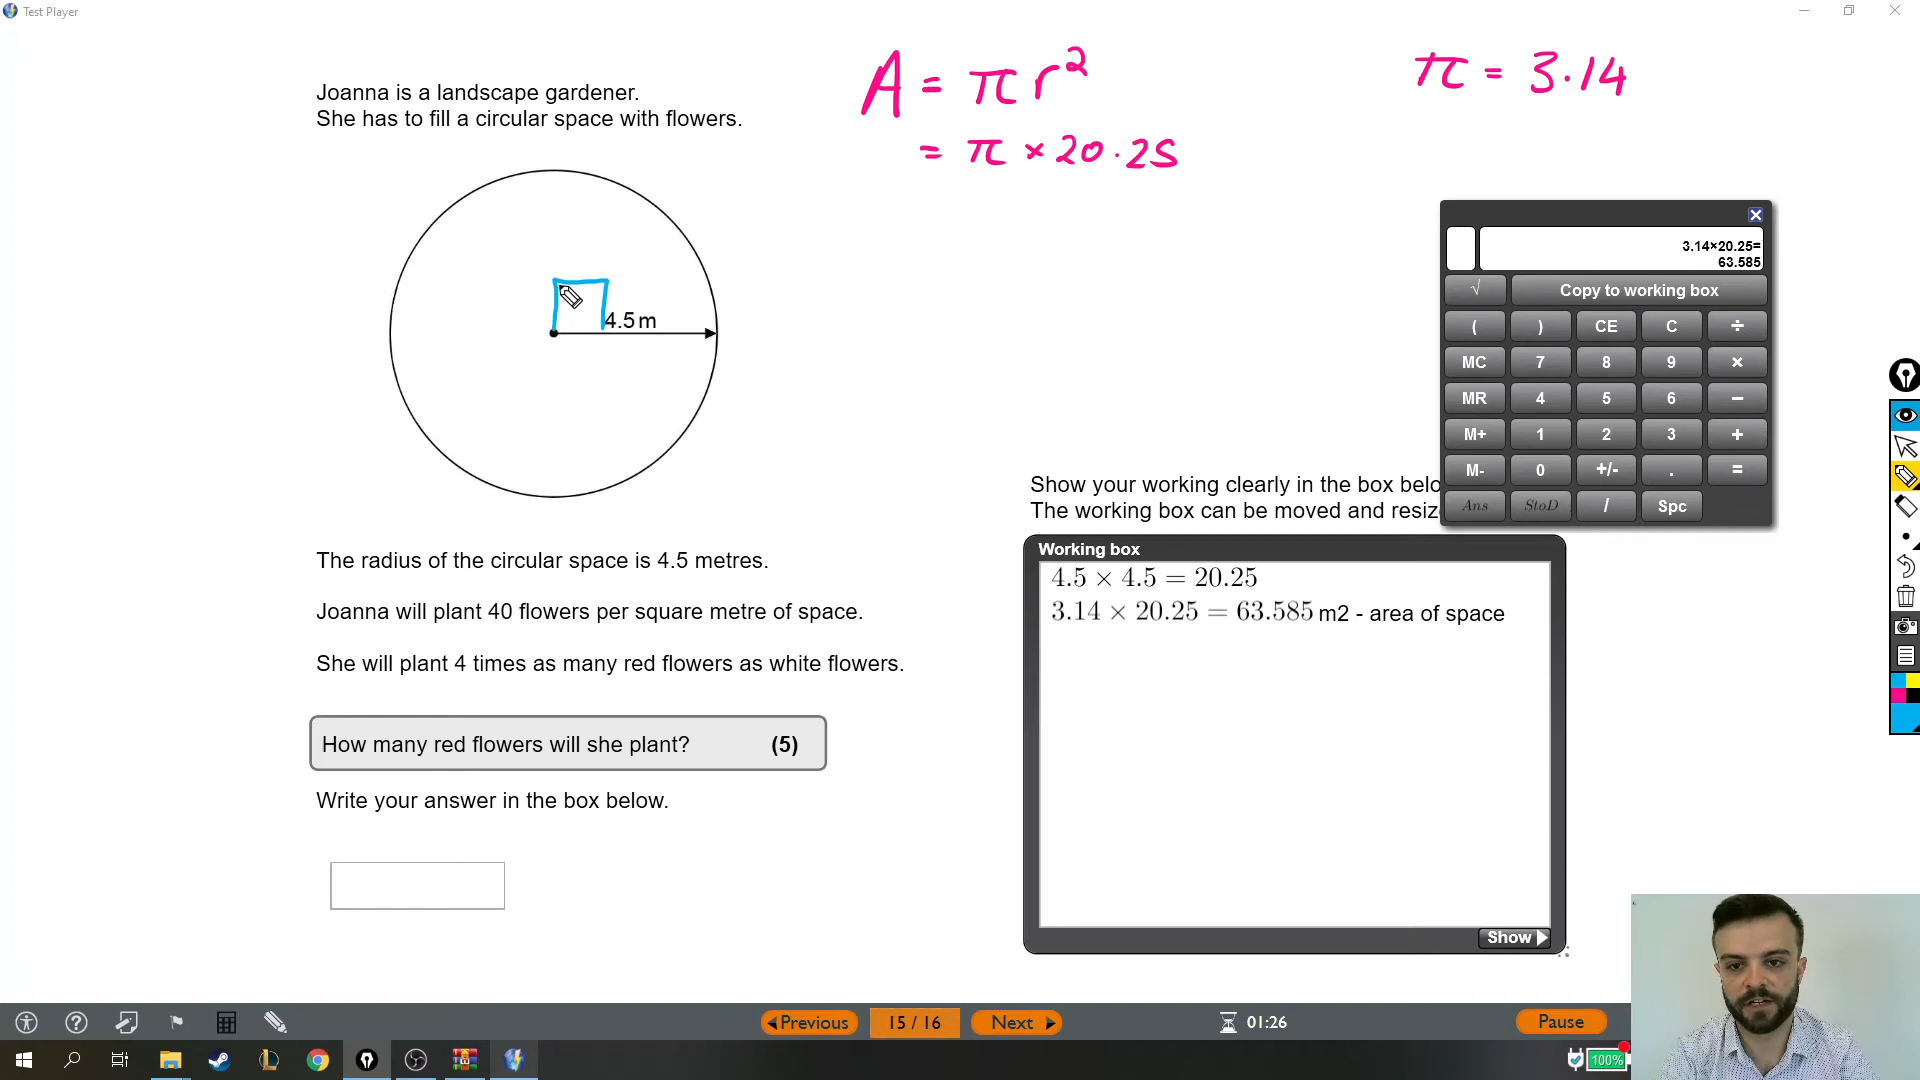 Test Player
A = π r²
= π × 20.25
π = 3.14
Joanna is a landscape gardener.
She has to fill a circular space with flowers.
4.5 m
3.14×20.25=
63.585
√ Copy to working box
( ) CE C ÷
MC 7 8 9 ×
MR 4 5 6 −
M+ 1 2 3 +
M- 0 +/- . =
Ans StoD / Spc
Show your working clearly in the box belo
The working box can be moved and resiz
Working box
4.5 × 4.5 = 20.25
3.14 × 20.25 = 63.585 m2 - area of space
Show
The radius of the circular space is 4.5 metres.
Joanna will plant 40 flowers per square metre of space.
She will plant 4 times as many red flowers as white flowers.
How many red flowers will she plant? (5)
Write your answer in the box below.
Previous 15 / 16 Next 01:26 Pause
100%